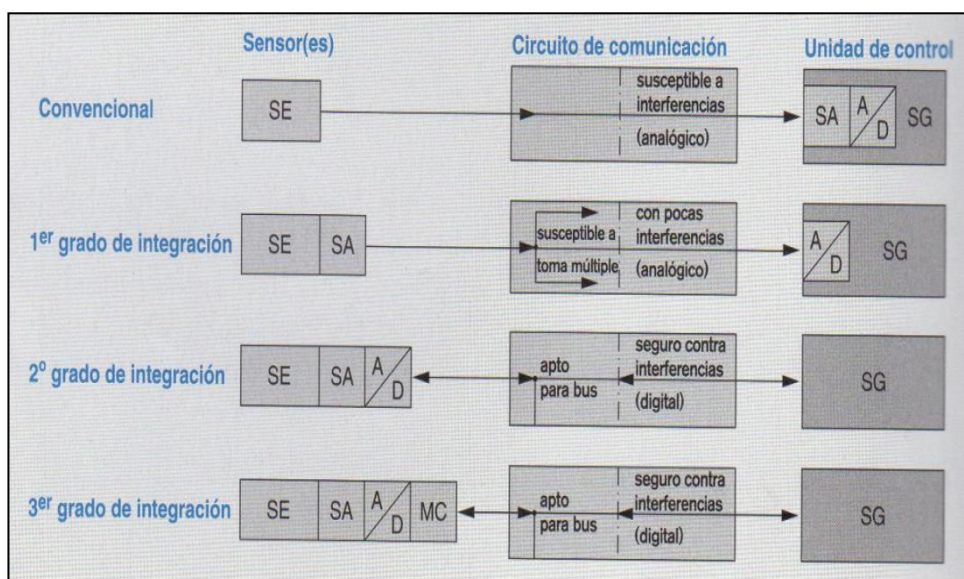 Sensor(es)
Circuito de comunicación
Unidad de control
Convencional
SE
susceptible a
interferencias
(analógico)
SA
A
D
SG
1er grado de integración
SE
SA
susceptible a
toma múltiple
con pocas
interferencias
(analógico)
A
D
SG
2º grado de integración
SE
SA
A
D
apto
para bus
seguro contra
interferencias
(digital)
SG
3er grado de integración
SE
SA
A
D
MC
apto
para bus
seguro contra
interferencias
(digital)
SG